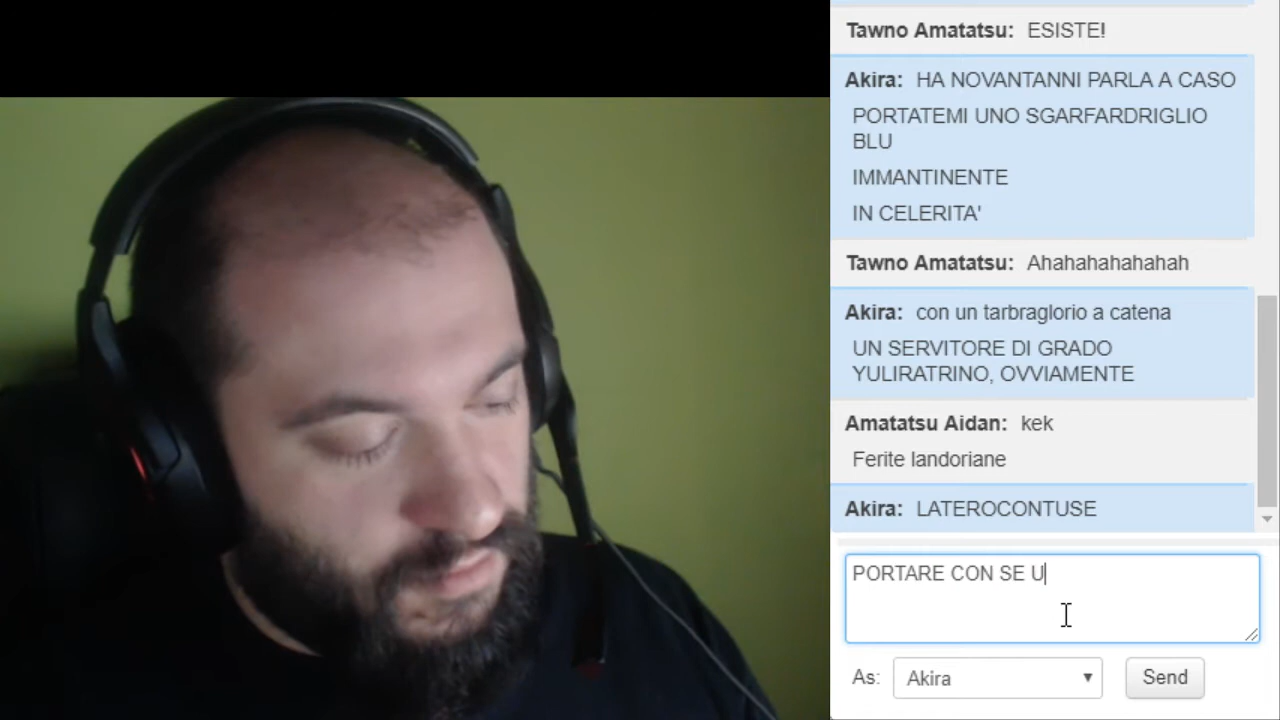 Tawno Amatatsu: ESISTE!
Akira: HA NOVANTANNI PARLA A CASO
PORTATEMI UNO SGARFARDRIGLIO
BLU
IMMANTINENTE
IN CELERITA'
Tawno Amatatsu: Ahahahahahahah
Akira: con un tarbraglorio a catena
UN SERVITORE DI GRADO
YULIRATRINO, OVVIAMENTE
Amatatsu Aidan: kek
Ferite landoriane
Akira: LATEROCONTUSE
PORTARE CON SE U
As: Akira Send